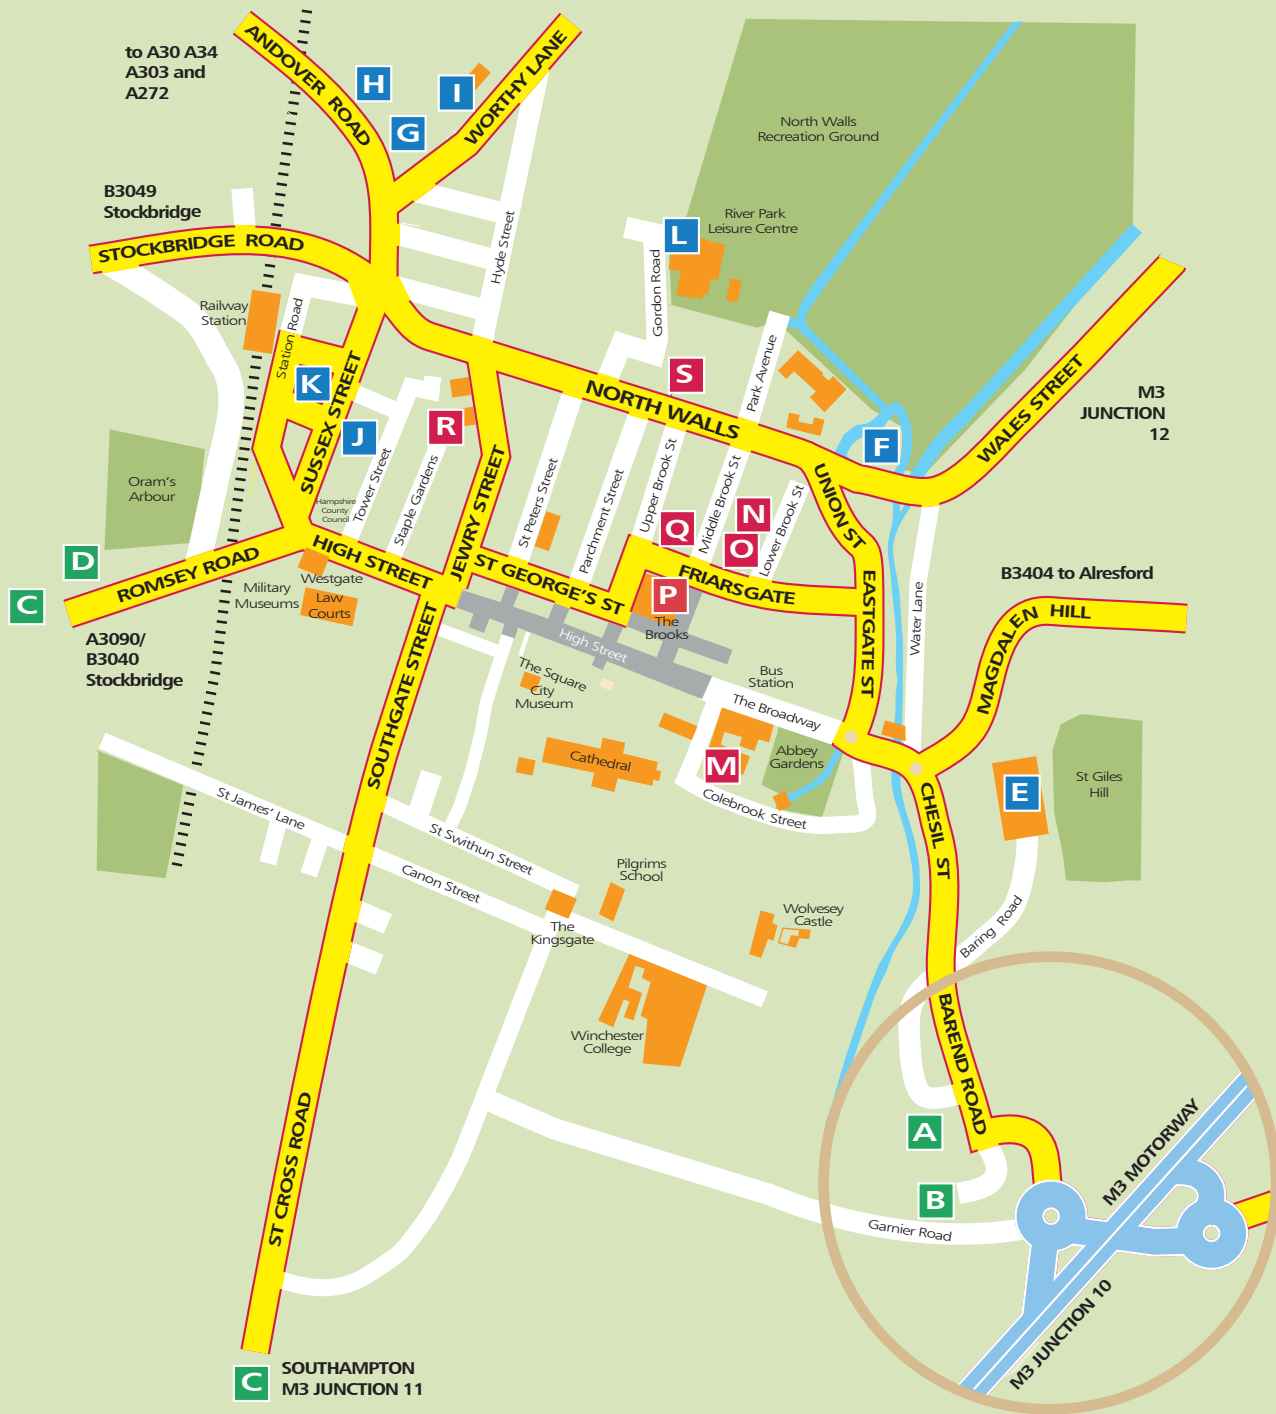 ANDOVER ROAD
WORTHY LANE
to A30 A34
A303 and
A272
H
I
G
North Walls
Recreation Ground
B3049
Stockbridge
STOCKBRIDGE ROAD
Hyde Street
L
River Park
Leisure Centre
Gordon Road
Railway
Station
Station Road
K
SUSSEX STREET
J
R
S
NORTH WALLS
Park Avenue
F
WALES STREET
M3
JUNCTION
12
Oram's
Arbour
Hampshire
County
Council
Tower Street
Staple Gardens
JEWRY STREET
St Peters Street
Parchment Street
Upper Brook St
Middle Brook St
Lower Brook St
Q
N
O
UNION ST
D
C
ROMSEY ROAD
HIGH STREET
ST GEORGE'S ST
FRIARSGATE
EASTGATE ST
Water Lane
B3404 to Alresford
MAGDALEN HILL
Military
Museums
Westgate
Law
Courts
P
The
Brooks
A3090/
B3040
Stockbridge
SOUTHGATE STREET
High Street
The Square
City
Museum
Bus
Station
The Broadway
Cathedral
M
Abbey
Gardens
Colebrook Street
E
St Giles
Hill
CHESIL ST
St James' Lane
St Swithun Street
Canon Street
Pilgrims
School
The
Kingsgate
Wolvesey
Castle
Baring Road
Winchester
College
BAREND ROAD
A
B
Garnier Road
M3 MOTORWAY
M3 JUNCTION 10
ST CROSS ROAD
C
SOUTHAMPTON
M3 JUNCTION 11